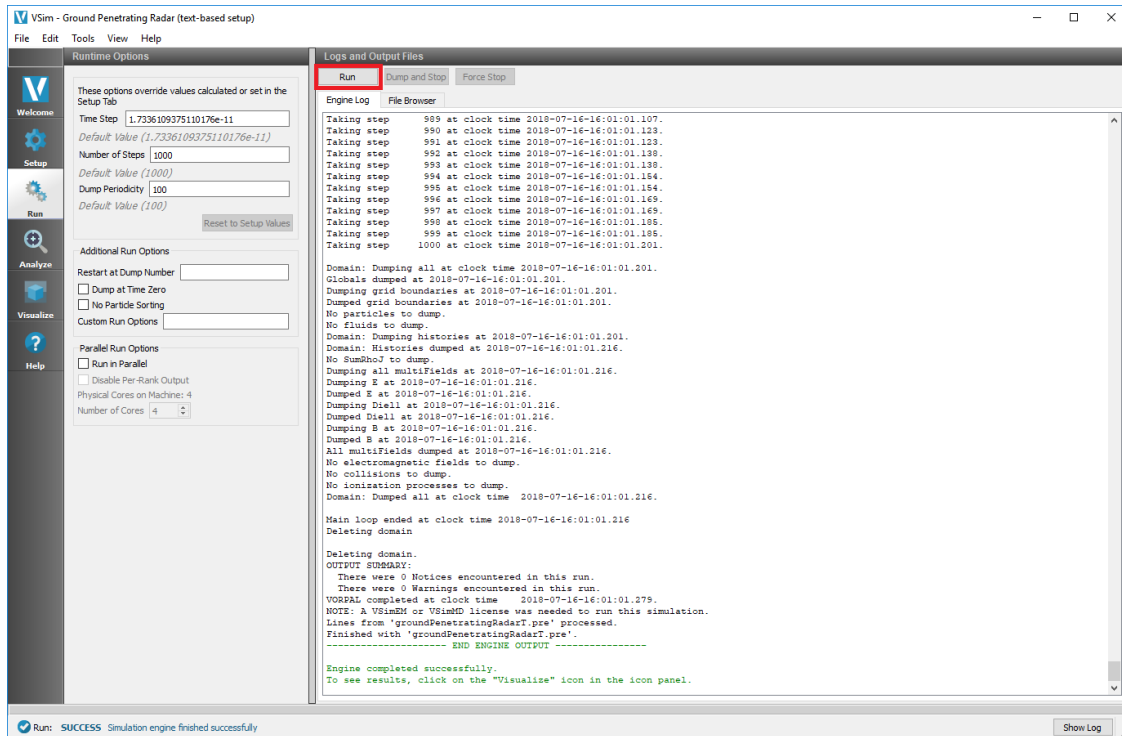 VSim - Ground Penetrating Radar (text-based setup)
File Edit Tools View Help
Runtime Options
Logs and Output Files
Welcome
Setup
Run
Analyze
Visualize
Help
These options override values calculated or set in the
Setup Tab
Time Step 1.7336109375110176e-11
Default Value (1.7336109375110176e-11)
Number of Steps 1000
Default Value (1000)
Dump Periodicity 100
Default Value (100)
Reset to Setup Values
Additional Run Options
Restart at Dump Number
Dump at Time Zero
No Particle Sorting
Custom Run Options
Parallel Run Options
Run in Parallel
Disable Per-Rank Output
Physical Cores on Machine: 4
Number of Cores 4
Run Dump and Stop Force Stop
Engine Log File Browser
Taking step 989 at clock time 2018-07-16-16:01:01.107.
Taking step 990 at clock time 2018-07-16-16:01:01.123.
Taking step 991 at clock time 2018-07-16-16:01:01.123.
Taking step 992 at clock time 2018-07-16-16:01:01.138.
Taking step 993 at clock time 2018-07-16-16:01:01.138.
Taking step 994 at clock time 2018-07-16-16:01:01.154.
Taking step 995 at clock time 2018-07-16-16:01:01.154.
Taking step 996 at clock time 2018-07-16-16:01:01.169.
Taking step 997 at clock time 2018-07-16-16:01:01.169.
Taking step 998 at clock time 2018-07-16-16:01:01.185.
Taking step 999 at clock time 2018-07-16-16:01:01.185.
Taking step 1000 at clock time 2018-07-16-16:01:01.201.
Domain: Dumping all at clock time 2018-07-16-16:01:01.201.
Globals dumped at 2018-07-16-16:01:01.201.
Dumping grid boundaries at 2018-07-16-16:01:01.201.
Dumped grid boundaries at 2018-07-16-16:01:01.201.
No particles to dump.
No fluids to dump.
Domain: Dumping histories at 2018-07-16-16:01:01.201.
Domain: Histories dumped at 2018-07-16-16:01:01.216.
No SumRhoJ to dump.
Dumping all multiFields at 2018-07-16-16:01:01.216.
Dumping E at 2018-07-16-16:01:01.216.
Dumped E at 2018-07-16-16:01:01.216.
Dumping Diell at 2018-07-16-16:01:01.216.
Dumped Diell at 2018-07-16-16:01:01.216.
Dumping B at 2018-07-16-16:01:01.216.
Dumped B at 2018-07-16-16:01:01.216.
All multiFields dumped at 2018-07-16-16:01:01.216.
No electromagnetic fields to dump.
No collisions to dump.
No ionization processes to dump.
Domain: Dumped all at clock time 2018-07-16-16:01:01.216.
Main loop ended at clock time 2018-07-16-16:01:01.216
Deleting domain
Deleting domain.
OUTPUT SUMMARY:
There were 0 Notices encountered in this run.
There were 0 Warnings encountered in this run.
VORPAL completed at clock time 2018-07-16-16:01:01.279.
NOTE: A VSimEM or VSimMD license was needed to run this simulation.
Lines from 'groundPenetratingRadarT.pre' processed.
Finished with 'groundPenetratingRadarT.pre'.
--------------------- END ENGINE OUTPUT ----------------
Engine completed successfully.
To see results, click on the "Visualize" icon in the icon panel.
Run: SUCCESS Simulation engine finished successfully
Show Log